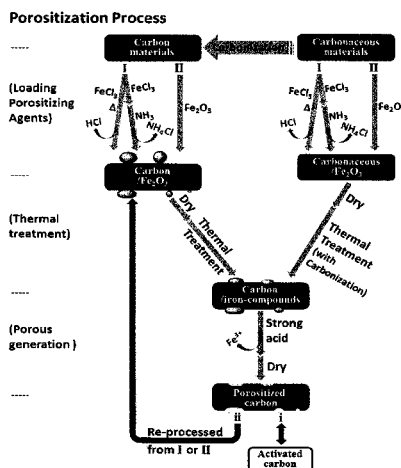 Porositization Process
Carbon
materials
Carbonaceous
materials
I
II
I
II
(Loading
Porositizing
Agents)
FeCl3
FeCl3
Fe2O3
FeCl3
FeCl3
Fe2O3
Δ
NH3
Δ
NH3
HCl
NH4Cl
HCl
NH4Cl
Carbon
/Fe2O3
Carbonaceous
/Fe2O3
(Thermal
treatment)
Dry
Thermal
Treatment
Dry
Thermal
Treatment
(with
Carbonization)
Carbon
/iron-compounds
(Porous
generation)
Strong
acid
Fe3+
Dry
Porositized
carbon
ii
i
Re-processed
from I or II
Activated
carbon